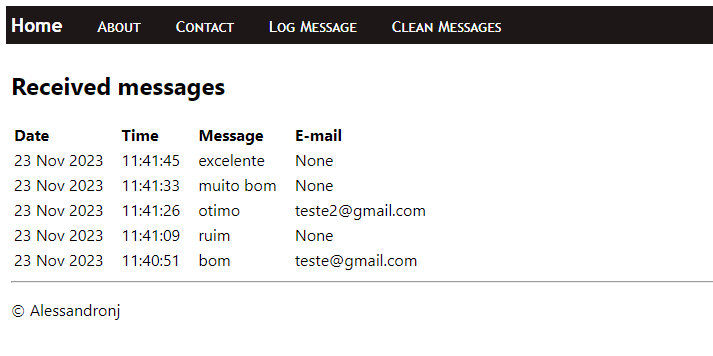 Home About Contact Log Message Clean Messages
Received messages
Date Time Message E-mail
23 Nov 2023 11:41:45 excelente None
23 Nov 2023 11:41:33 muito bom None
23 Nov 2023 11:41:26 otimo teste2@gmail.com
23 Nov 2023 11:41:09 ruim None
23 Nov 2023 11:40:51 bom teste@gmail.com
© Alessandronj